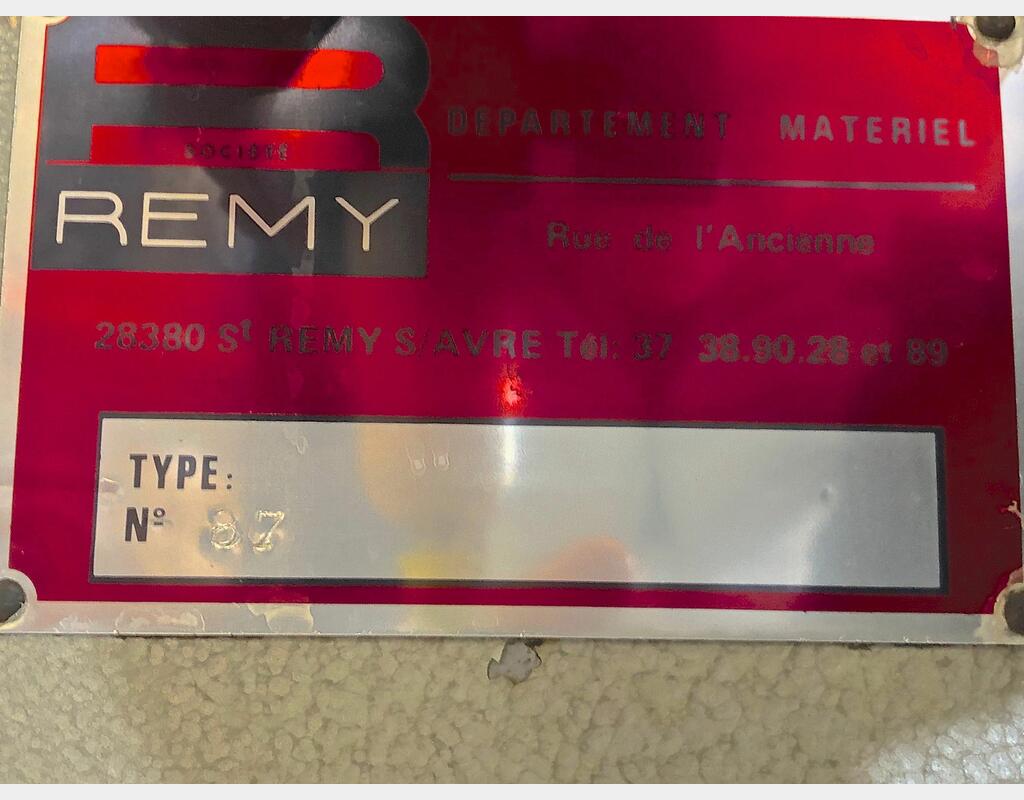 SOCIETE
REMY
DEPARTEMENT MATERIEL
Rue de l'Ancienne
28380 St REMY S/AVRE Tél: 37 38.90.28 et 89
TYPE:
Nº 87